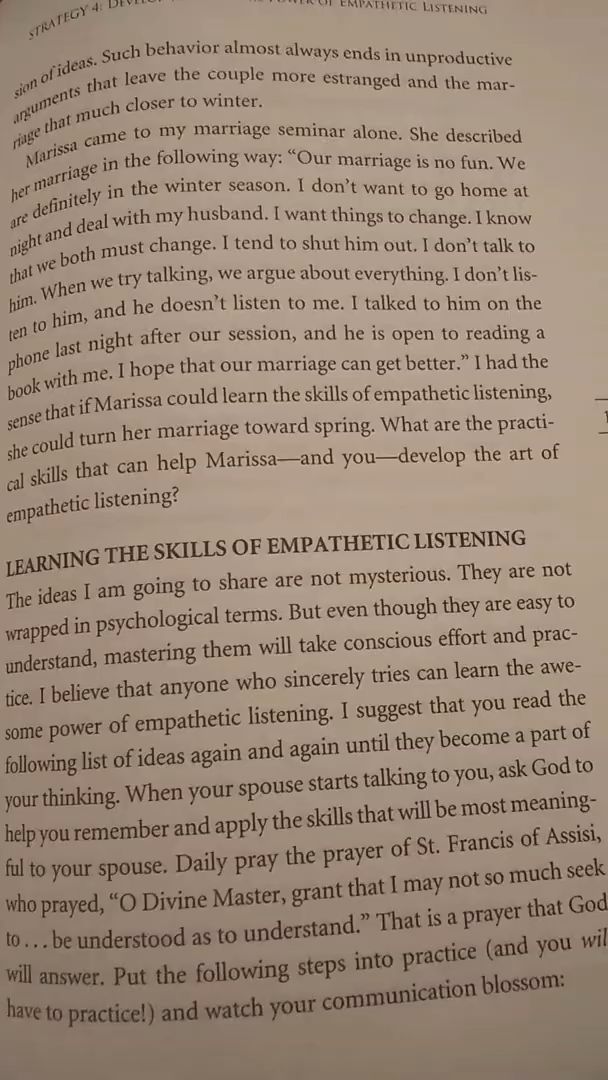 STRATEGY 4: EMPATHETIC LISTENING
sion of ideas. Such behavior almost always ends in unproductive
arguments that leave the couple more estranged and the mar-
riage that much closer to winter.
Marissa came to my marriage seminar alone. She described
her marriage in the following way: “Our marriage is no fun. We
are definitely in the winter season. I don’t want to go home at
night and deal with my husband. I want things to change. I know
that we both must change. I tend to shut him out. I don’t talk to
him. When we try talking, we argue about everything. I don’t lis-
ten to him, and he doesn’t listen to me. I talked to him on the
phone last night after our session, and he is open to reading a
book with me. I hope that our marriage can get better.” I had the
sense that if Marissa could learn the skills of empathetic listening,
she could turn her marriage toward spring. What are the practi-
cal skills that can help Marissa—and you—develop the art of
empathetic listening?
LEARNING THE SKILLS OF EMPATHETIC LISTENING
The ideas I am going to share are not mysterious. They are not
wrapped in psychological terms. But even though they are easy to
understand, mastering them will take conscious effort and prac-
tice. I believe that anyone who sincerely tries can learn the awe-
some power of empathetic listening. I suggest that you read the
following list of ideas again and again until they become a part of
your thinking. When your spouse starts talking to you, ask God to
help you remember and apply the skills that will be most meaning-
ful to your spouse. Daily pray the prayer of St. Francis of Assisi,
who prayed, “O Divine Master, grant that I may not so much seek
to . . . be understood as to understand.” That is a prayer that God
will answer. Put the following steps into practice (and you wil
have to practice!) and watch your communication blossom: